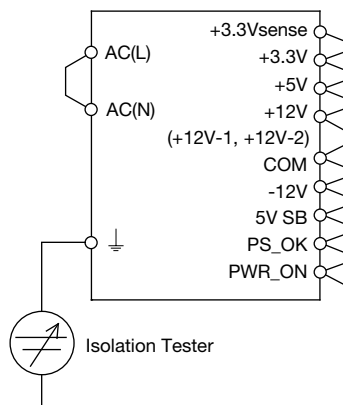 AC(L)
AC(N)
+3.3Vsense
+3.3V
+5V
+12V
(+12V-1, +12V-2)
COM
-12V
5V SB
PS_OK
PWR_ON
Isolation Tester